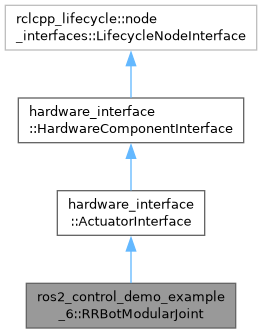 rclcpp_lifecycle::node
_interfaces::LifecycleNodeInterface
hardware_interface
::HardwareComponentInterface
hardware_interface
::ActuatorInterface
ros2_control_demo_example
_6::RRBotModularJoint